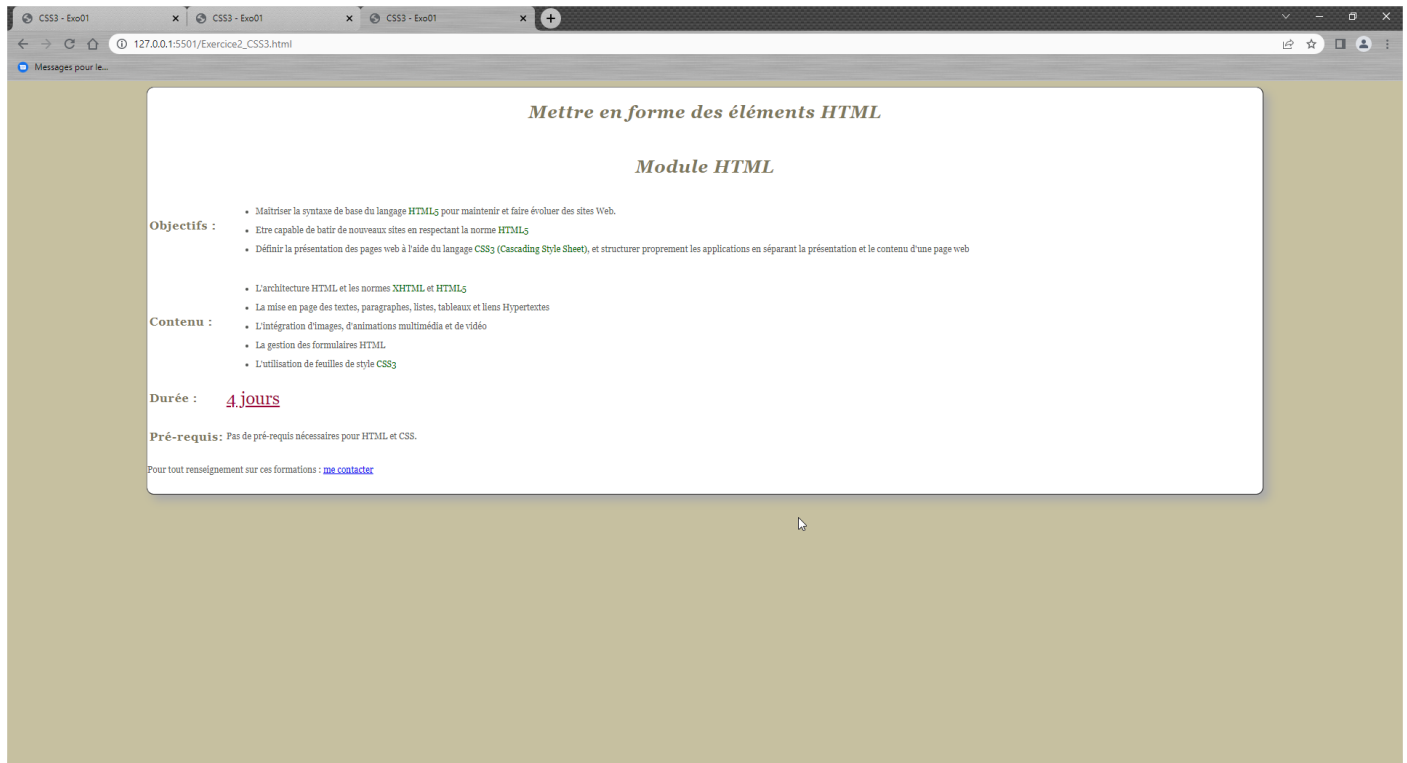 CSS3 - Exo01
CSS3 - Exo01
CSS3 - Exo01
127.0.0.1:5501/Exercice2_CSS3.html
Messages pour le...
Mettre en forme des éléments HTML
Module HTML
Objectifs :
Maîtriser la syntaxe de base du langage HTML5 pour maintenir et faire évoluer des sites Web.
Etre capable de batir de nouveaux sites en respectant la norme HTML5
Définir la présentation des pages web à l'aide du langage CSS3 (Cascading Style Sheet), et structurer proprement les applications en séparant la présentation et le contenu d'une page web
Contenu :
L'architecture HTML et les normes XHTML et HTML5
La mise en page des textes, paragraphes, listes, tableaux et liens Hypertextes
L'intégration d'images, d'animations multimédia et de vidéo
La gestion des formulaires HTML
L'utilisation de feuilles de style CSS3
Durée : 4 jours
Pré-requis: Pas de pré-requis nécessaires pour HTML et CSS.
Pour tout renseignement sur ces formations : me contacter